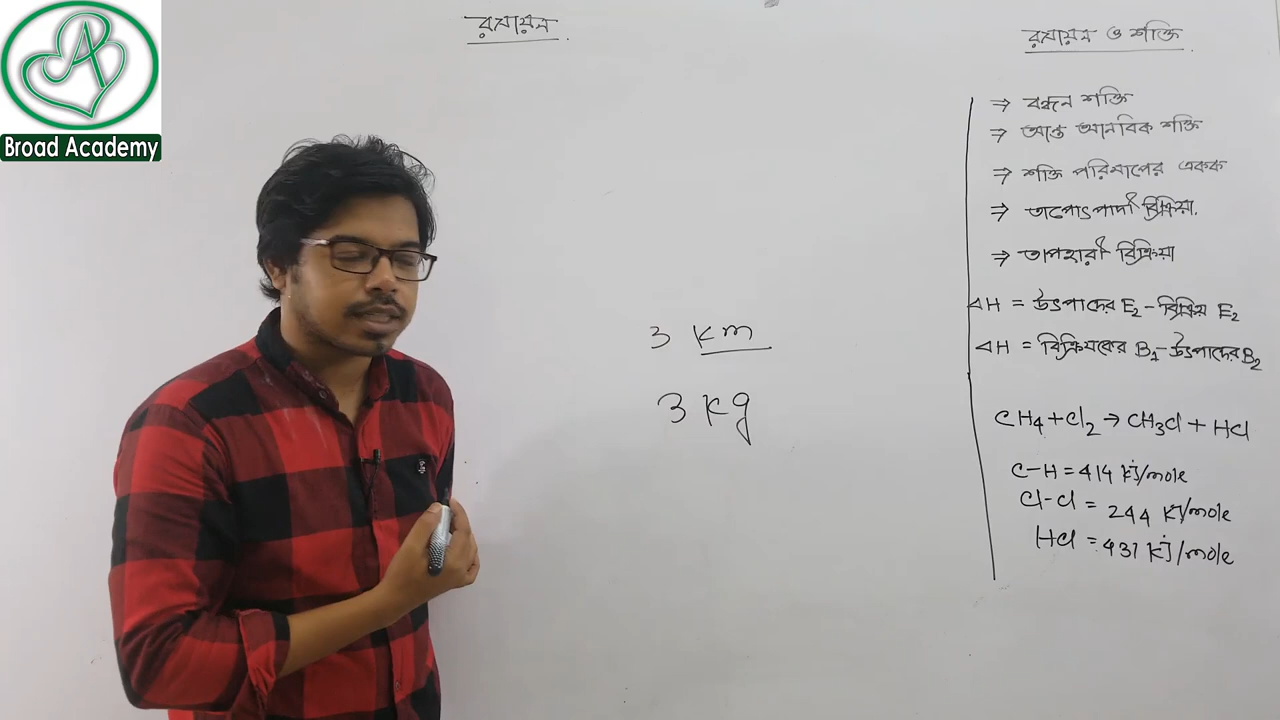 Broad Academy
রসায়ন
3 km
3 kg
রসায়ন ও শক্তি
⇒ বন্ধন শক্তি
⇒ আন্ত আনবিক শক্তি
⇒ শক্তি পরিমাপের একক
⇒ তাপোৎপাদী বিক্রিয়া.
⇒ তাপহারী বিক্রিয়া
ΔH = উৎপাদের E₂ - বিক্রিয় E₂
ΔH = বিক্রিয়কের B₁ - উৎপাদের B₂
CH₄ + Cl₂ → CH₃Cl + HCl
C-H = 414 kJ/mole
Cl-Cl = 244 KJ/mole
HCl = 431 kJ/mole